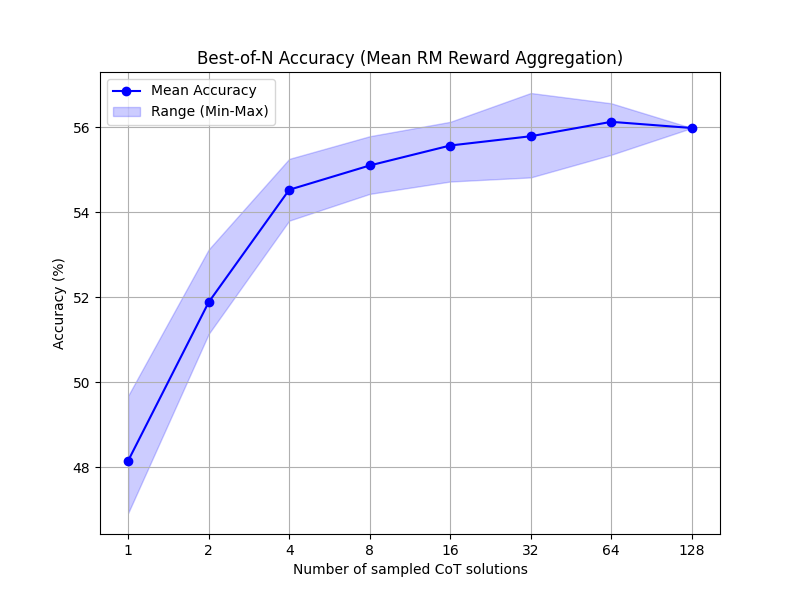 Best-of-N Accuracy (Mean RM Reward Aggregation)
Mean Accuracy
Range (Min-Max)
56
54
52
50
48
Accuracy (%)
1 2 4 8 16 32 64 128
Number of sampled CoT solutions